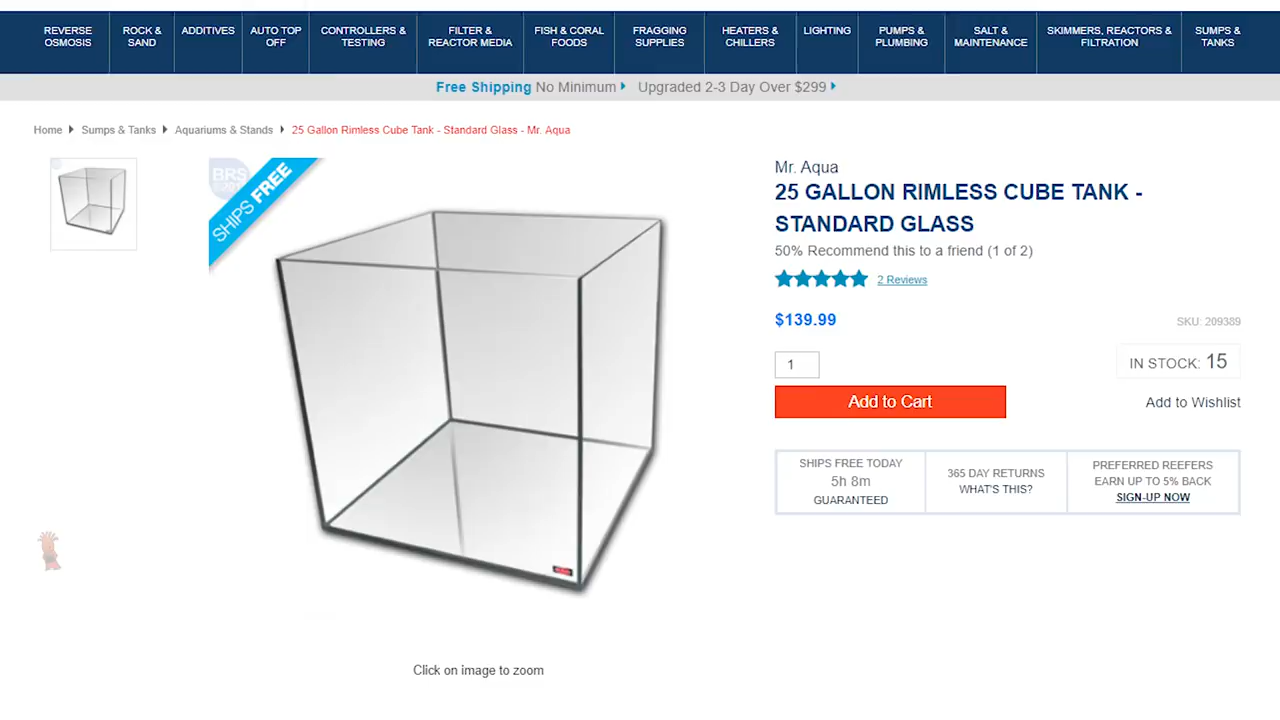 REVERSE OSMOSIS
ROCK & SAND
ADDITIVES
AUTO TOP OFF
CONTROLLERS & TESTING
FILTER & REACTOR MEDIA
FISH & CORAL FOODS
FRAGGING SUPPLIES
HEATERS & CHILLERS
LIGHTING
PUMPS & PLUMBING
SALT & MAINTENANCE
SKIMMERS, REACTORS & FILTRATION
SUMPS & TANKS
Free Shipping No Minimum Upgraded 2-3 Day Over $299
Home Sumps & Tanks Aquariums & Stands 25 Gallon Rimless Cube Tank - Standard Glass - Mr. Aqua
BRS
SHIPS FREE
Mr. Aqua
25 GALLON RIMLESS CUBE TANK -
STANDARD GLASS
50% Recommend this to a friend (1 of 2)
2 Reviews
$139.99
SKU: 209389
1
IN STOCK: 15
Add to Cart
Add to Wishlist
SHIPS FREE TODAY
5h 8m
GUARANTEED
365 DAY RETURNS
WHAT'S THIS?
PREFERRED REEFERS
EARN UP TO 5% BACK
SIGN-UP NOW
Click on image to zoom